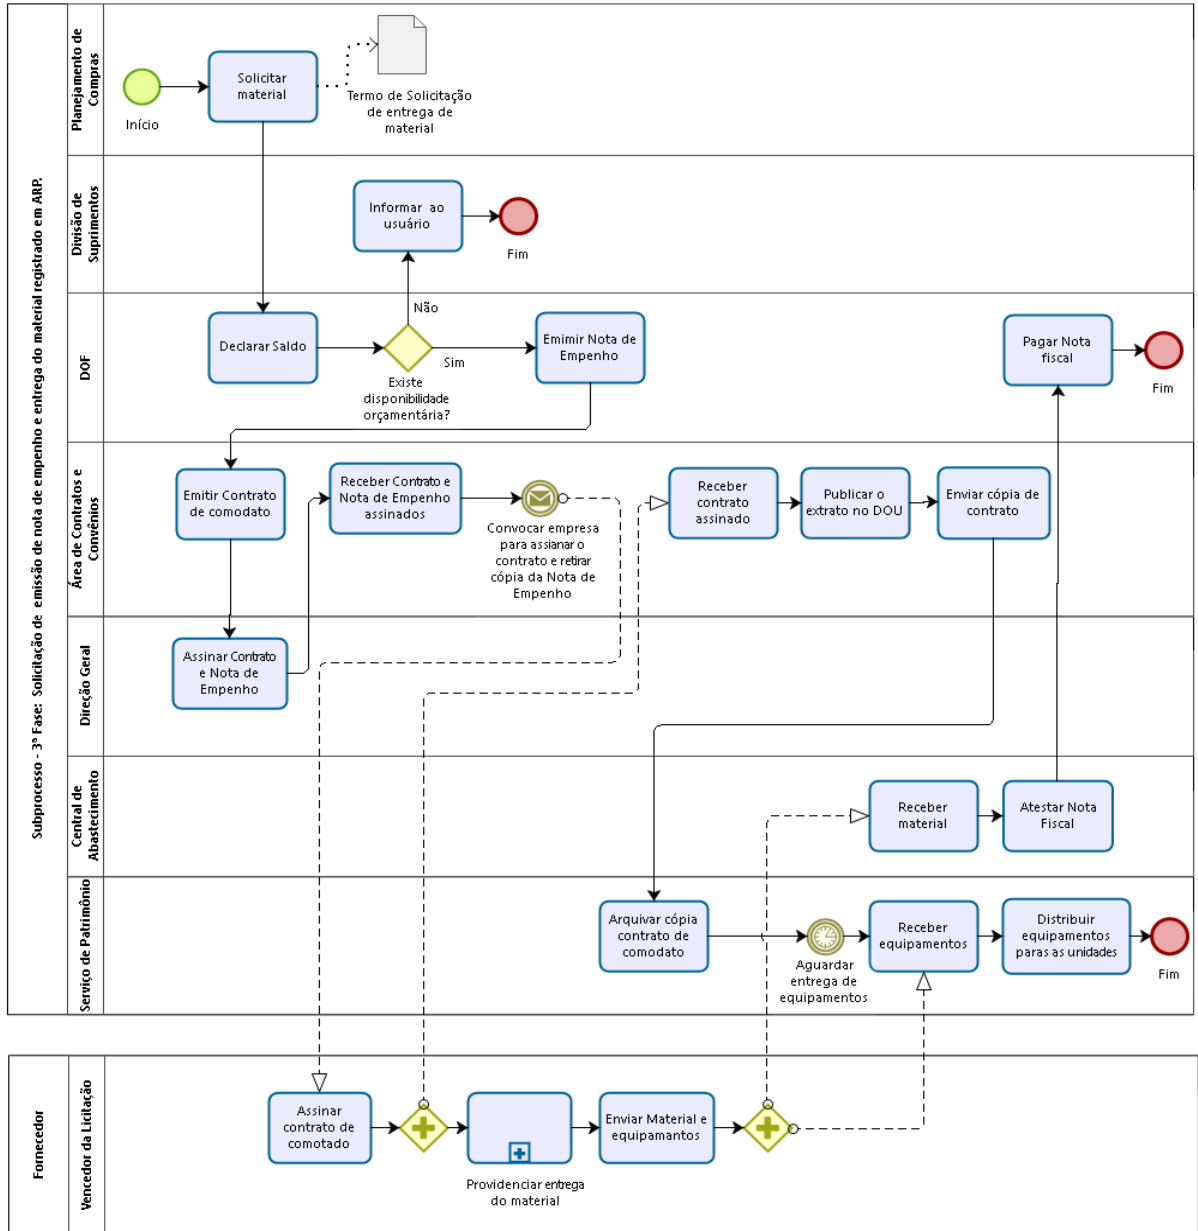 Subprocesso - 3ª Fase: Solicitação de emissão de nota de empenho e entrega do material registrado em ARP.
Planejamento de
Compras
Início
Solicitar
material
Termo de Solicitação
de entrega de
material
Divisão de
Suprimentos
Informar ao
usuário
Fim
DOF
Declarar Saldo
Não
Sim
Existe
disponibilidade
orçamentária?
Emimir Nota de
Empenho
Pagar Nota
fiscal
Fim
Área de Contratos e
Convênios
Emitir Contrato
de comodato
Receber Contrato e
Nota de Empenho
assinados
Convocar empresa
para assianar o
contrato e retirar
cópia da Nota de
Empenho
Receber
contrato
assinado
Publicar o
extrato no DOU
Enviar cópia de
contrato
Direção Geral
Assinar Contrato
e Nota de
Empenho
Central de
Abastecimento
Receber
material
Atestar Nota
Fiscal
Serviço de Patrimônio
Arquivar cópia
contrato de
comodato
Aguardar
entrega de
equipamentos
Receber
equipamentos
Distribuir
equipamentos
paras as unidades
Fim
Fornecedor
Vencedor da Licitação
Assinar
contrato de
comotado
Providenciar entrega
do material
Enviar Material e
equipamantos